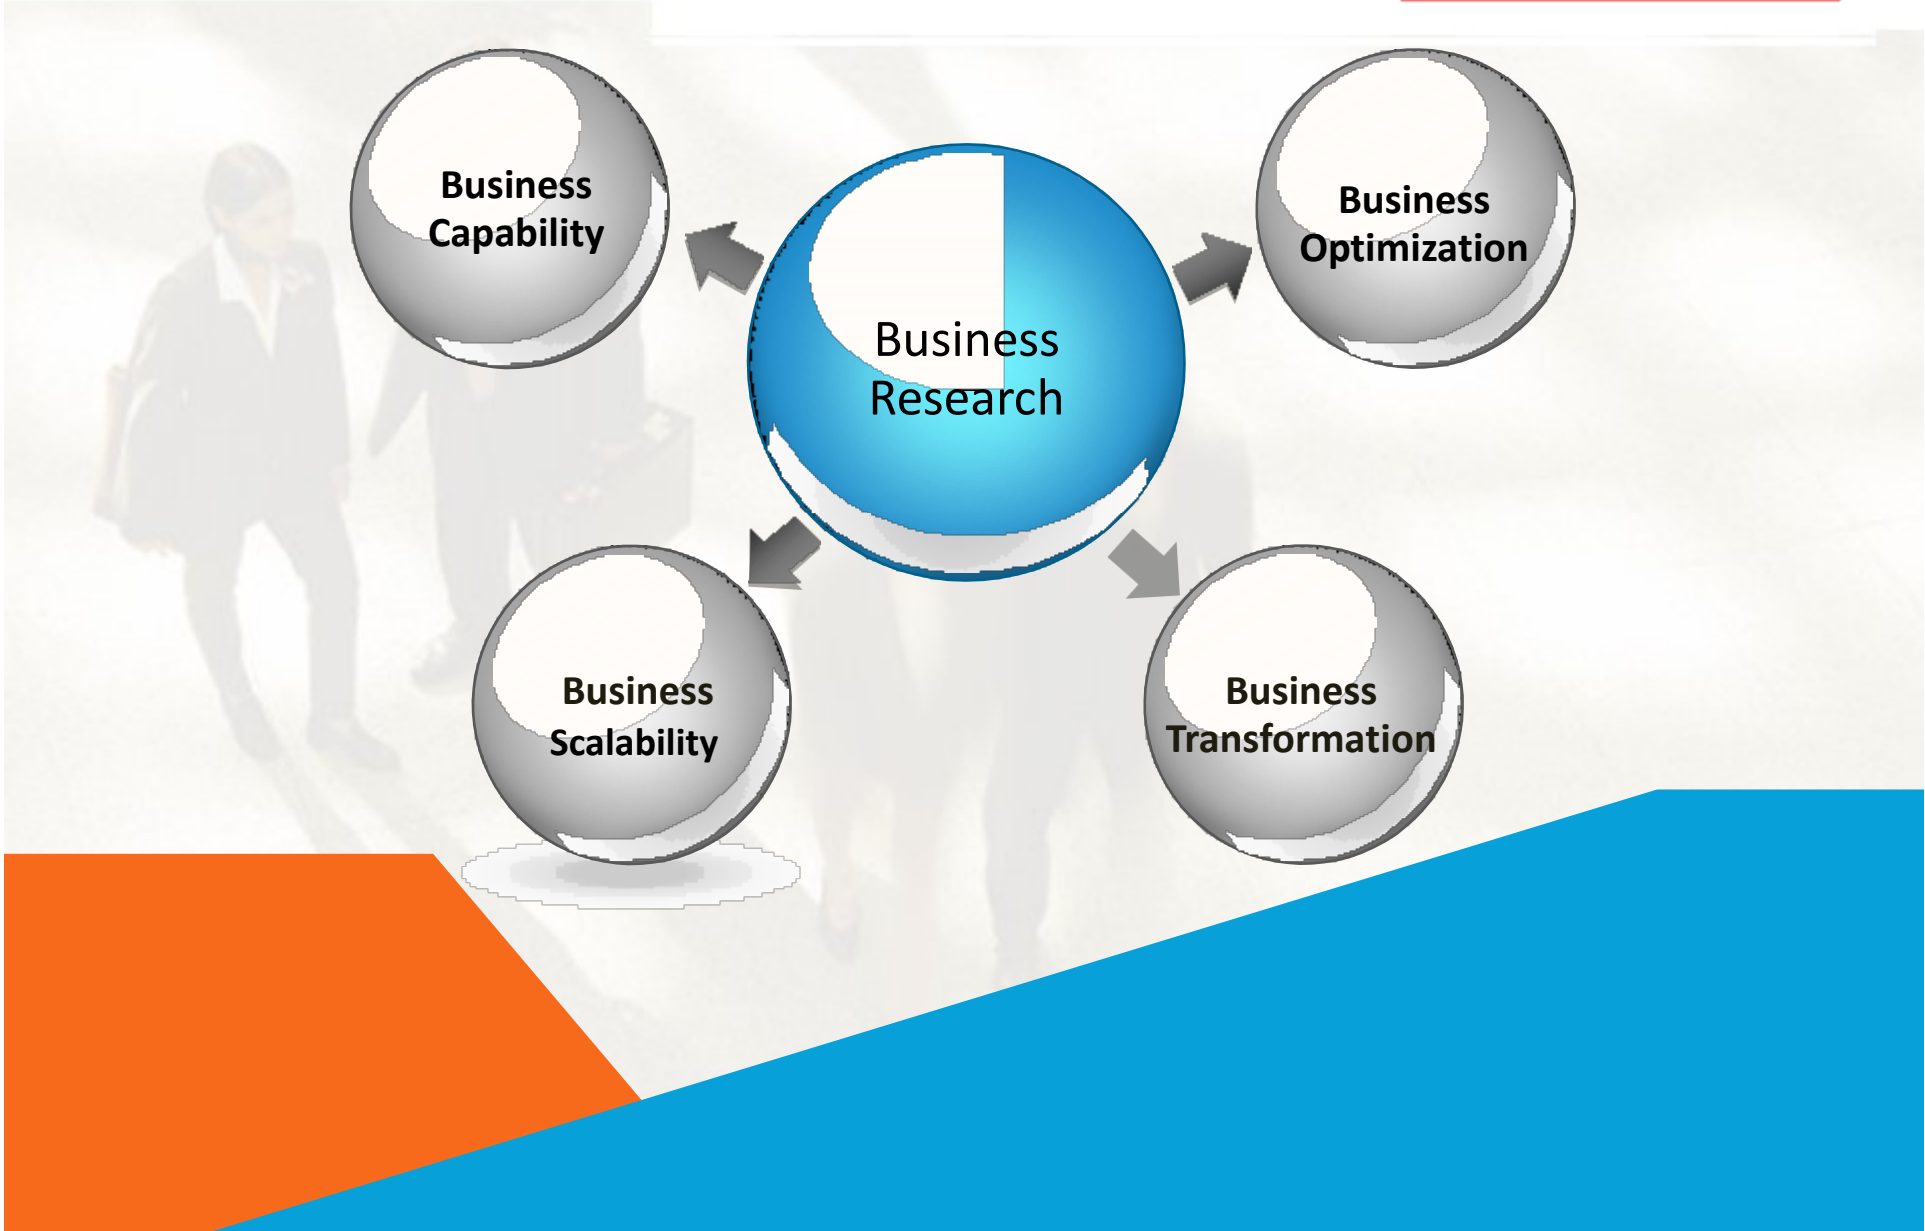 Business
Capability
Business
Optimization
Business
Research
Business
Scalability
Business
Transformation